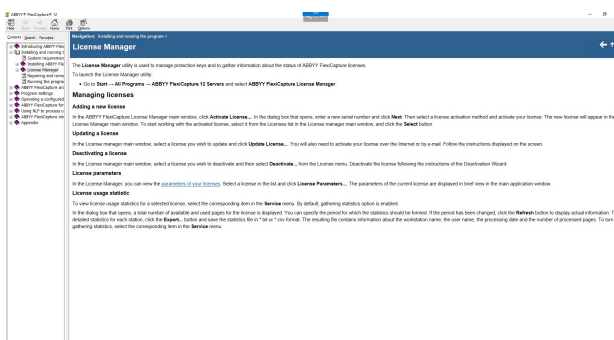 ABBYY FlexiCapture® 12
Hide Back Forward Home Print Options
Contents Search Favorites
Introducing ABBYY Flex
Installing and running t
System requiremen
Installing ABBYY Fle
License Manager
Repairing and remo
Running the progra
ABBYY FlexiCapture arc
Program settings
Operating a configured
ABBYY FlexiCapture for
Using NLP to process u
ABBYY FlexiCapture inte
Appendix
Navigation: Installing and running the program >
License Manager
The License Manager utility is used to manage protection keys and to gather information about the status of ABBYY FlexiCapture licenses.
To launch the License Manager utility:
• Go to Start → All Programs → ABBYY FlexiCapture 12 Servers and select ABBYY FlexiCapture License Manager.
Managing licenses
Adding a new license
In the ABBYY FlexiCapture License Manager main window, click Activate License… In the dialog box that opens, enter a new serial number and click Next. Then select a license activation method and activate your license. The new license will appear in the
License Manager main window. To start working with the activated license, select it from the Licenses list in the License manager main window, and click the Select button.
Updating a license
In the License manager main window, select a license you wish to update and click Update License…. You will also need to activate your license over the Internet or by e-mail. Follow the instructions displayed on the screen.
Deactivating a license
In the License manager main window, select a license you wish to deactivate and then select Deactivate… from the License menu. Deactivate the license following the instructions of the Deactivation Wizard.
License parameters
In the License Manager, you can view the parameters of your licenses. Select a license in the list and click License Parameters…. The parameters of the current license are displayed in brief view in the main application window.
License usage statistic
To view license usage statistics for a selected license, select the corresponding item in the Service menu. By default, gathering statistics option is enabled.
In the dialog box that opens, a total number of available and used pages for the license is displayed. You can specify the period for which the statistics should be formed. If the period has been changed, click the Refresh button to display actual information. T
detailed statistics for each station, click the Export… button and save the statistics file in *.txt or *.csv format. The resulting file contains information about the workstation name, the user name, the processing date and the number of processed pages. To turn
gathering statistics, select the corresponding item in the Service menu.